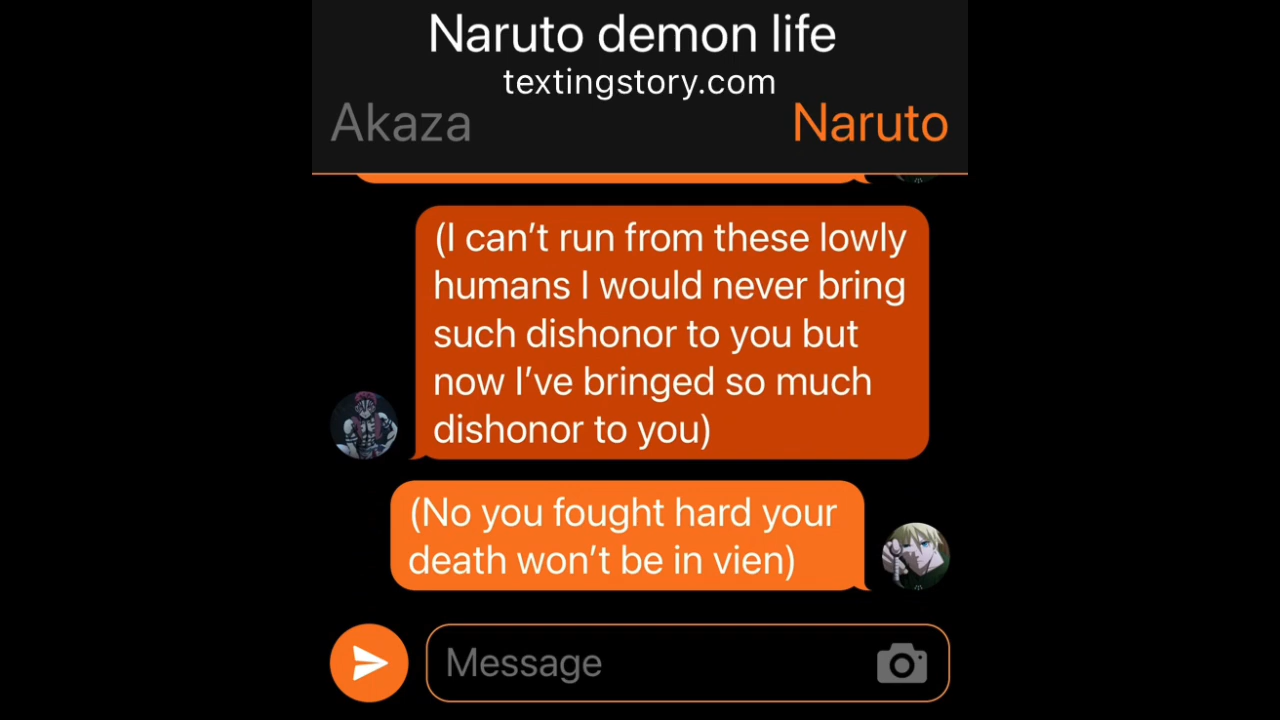 Naruto demon life
textingstory.com
Akaza
Naruto
(I can’t run from these lowly
humans I would never bring
such dishonor to you but
now I’ve bringed so much
dishonor to you)
(No you fought hard your
death won’t be in vien)
Message